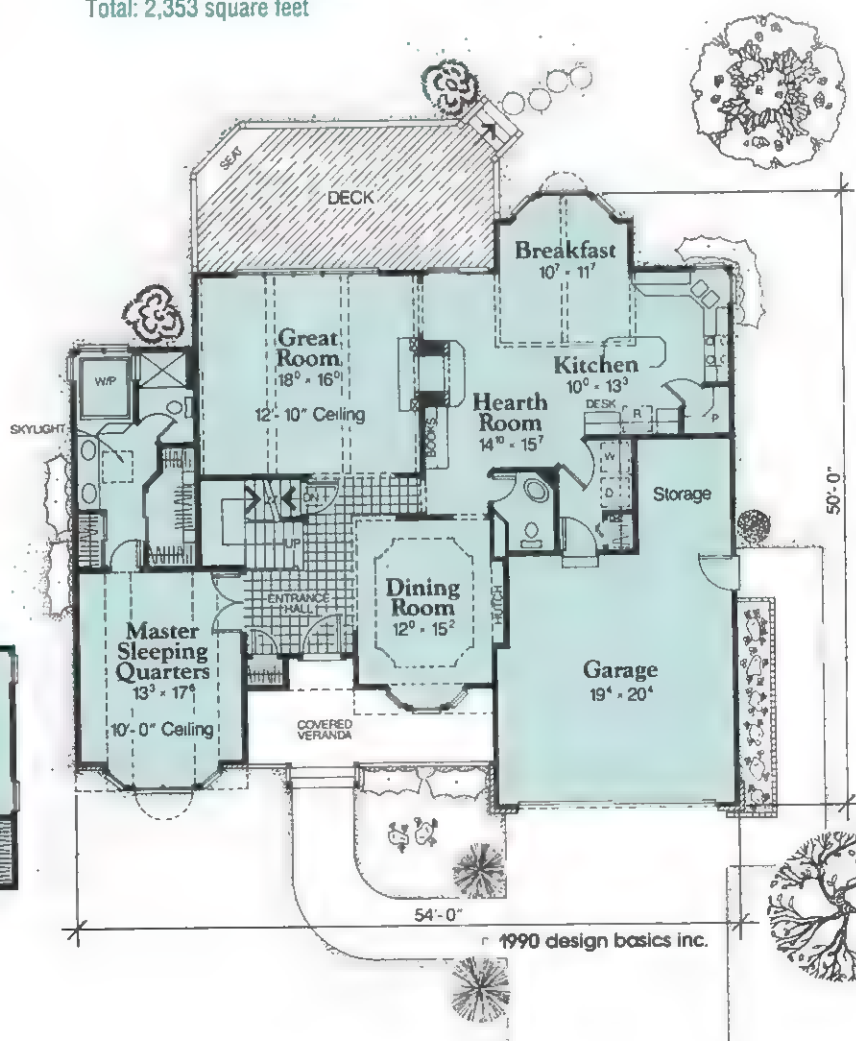 Total: 2,353 square feet
SEAT
DECK
Breakfast
10⁷ × 11⁷
Great
Room
18⁰ × 16⁰
12'-10" Ceiling
Kitchen
10⁰ × 13³
W/P
SKYLIGHT
DESK
R
P
Hearth
Room
14¹⁰ × 15⁷
BOOKS
W
D
Storage
50'-0"
DN
UP
ENTRANCE
HALL
Dining
Room
12⁰ × 15²
HUTCH
Master
Sleeping
Quarters
13³ × 17⁶
10'-0" Ceiling
Garage
19⁴ × 20⁴
COVERED
VERANDA
54'-0"
1990 design basics inc.